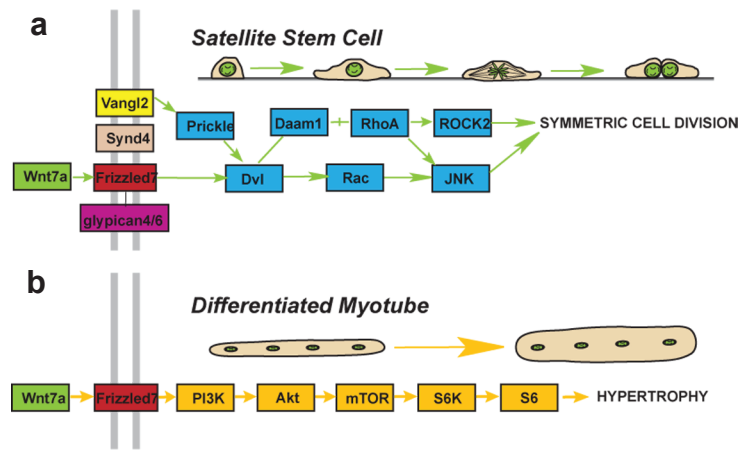 a
Satellite Stem Cell
Vangl2
Prickle
Daam1
RhoA
ROCK2
SYMMETRIC CELL DIVISION
Synd4
Wnt7a
Frizzled7
Dvl
Rac
JNK
glypican4/6
b
Differentiated Myotube
Wnt7a
Frizzled7
PI3K
Akt
mTOR
S6K
S6
HYPERTROPHY